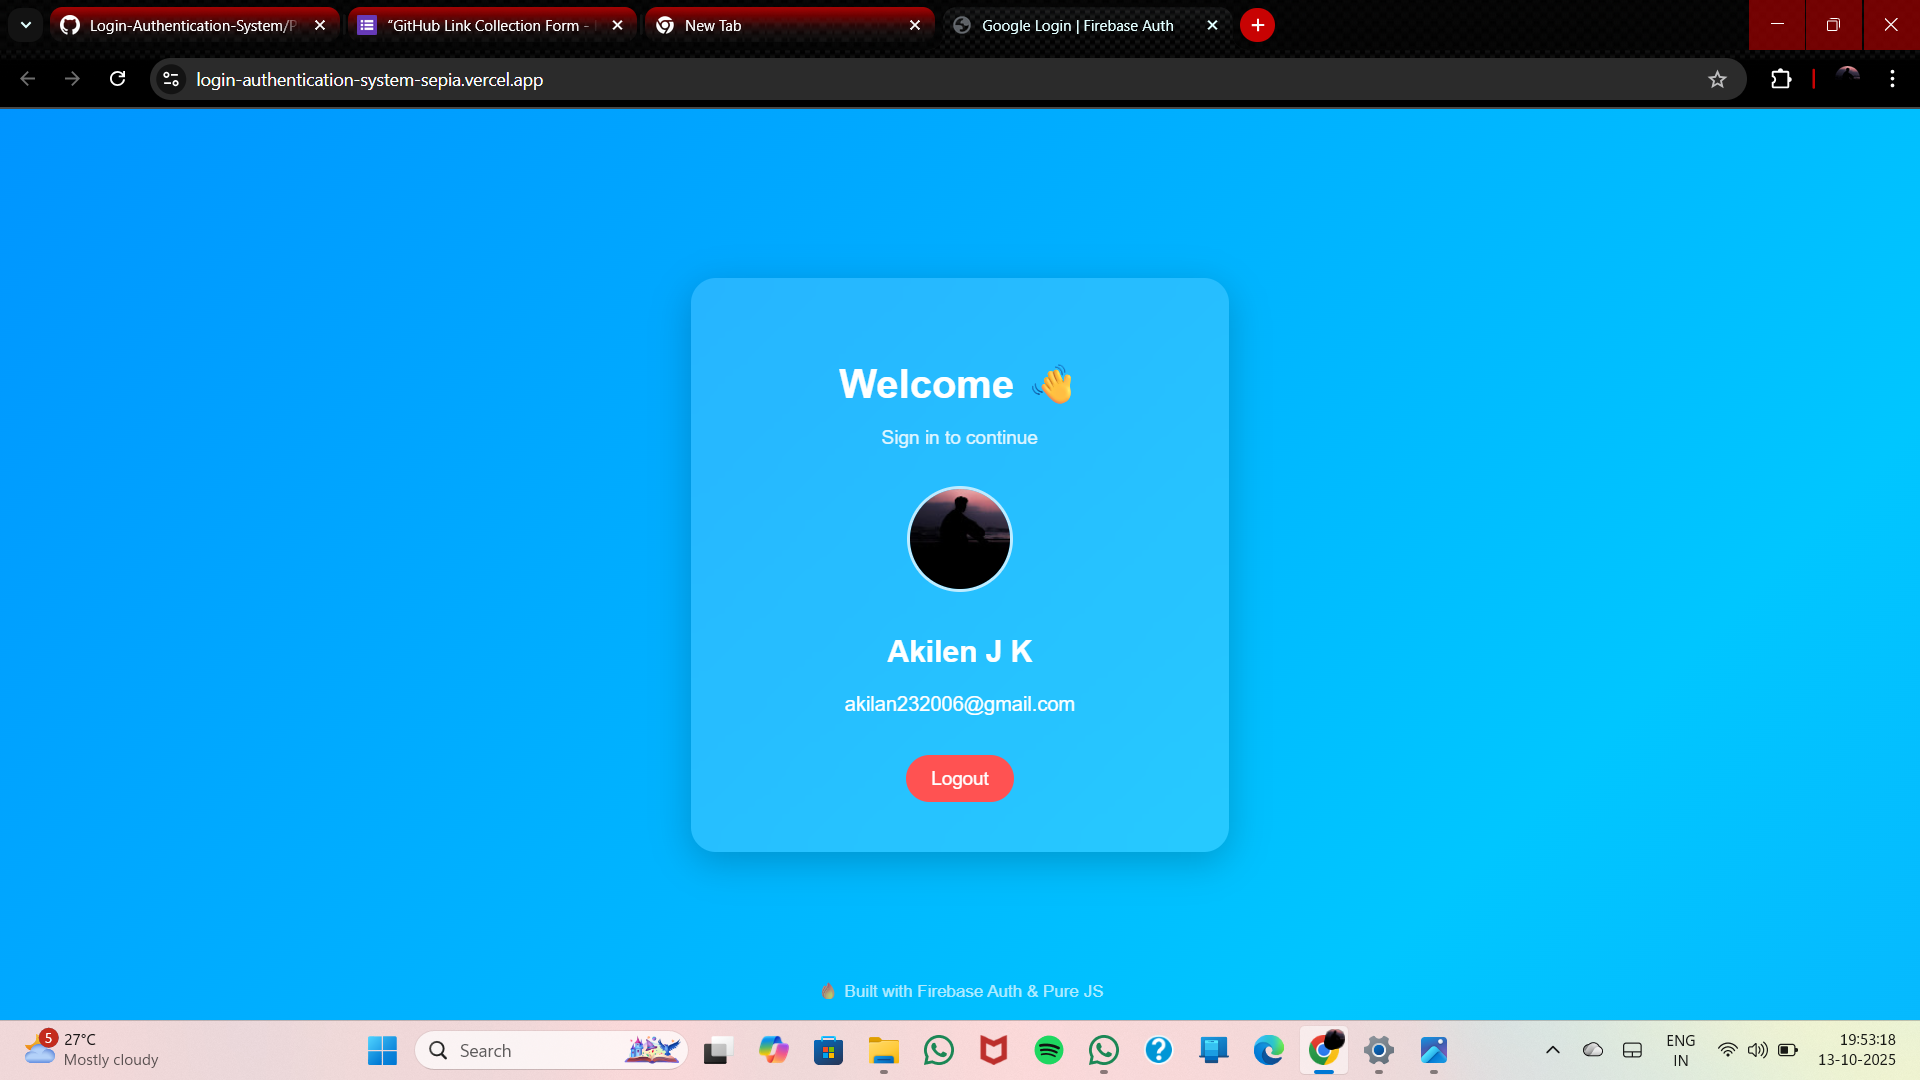 Login-Authentication-System/P
“GitHub Link Collection Form -
New Tab
Google Login | Firebase Auth
login-authentication-system-sepia.vercel.app
Welcome 👋
Sign in to continue
Akilen J K
akilan232006@gmail.com
Logout
🔥 Built with Firebase Auth & Pure JS
5
27°C
Mostly cloudy
Search
ENG
IN
19:53:18
13-10-2025